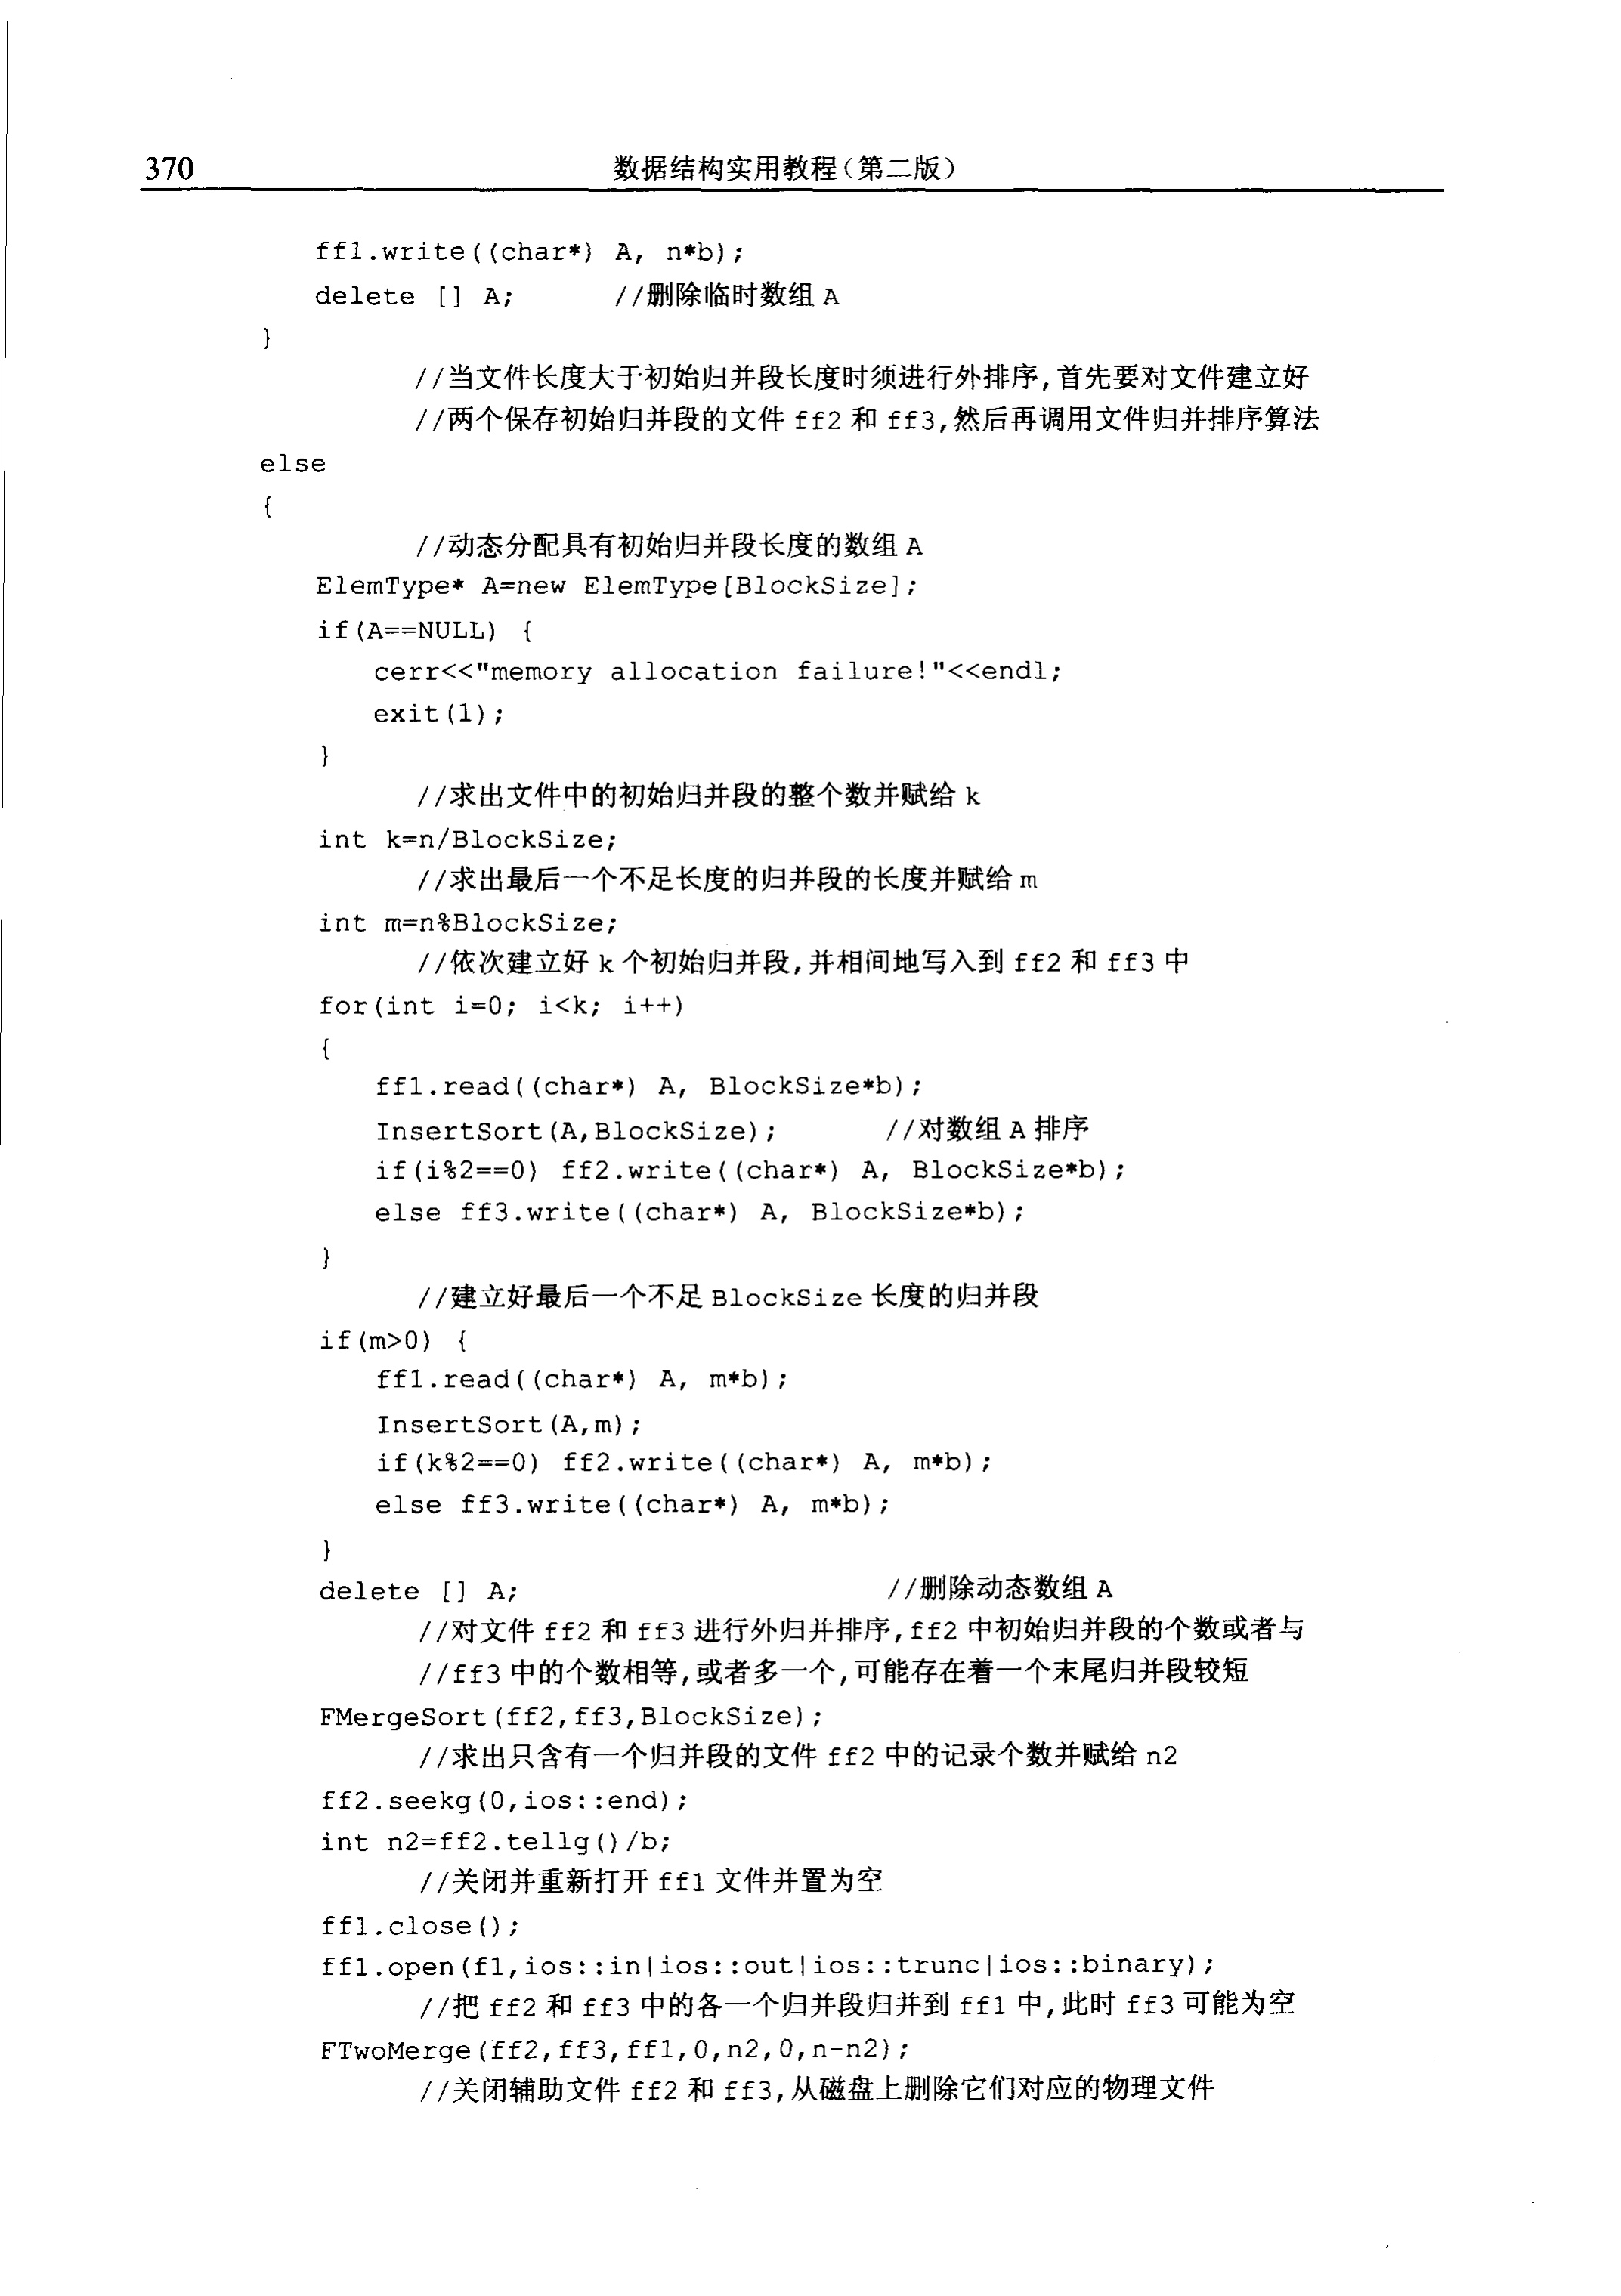 370 数据结构实用教程(第二版)
ff1.write((char*) A, n*b);
delete [] A; //删除临时数组 A
}
//当文件长度大于初始归并段长度时须进行外排序,首先要对文件建立好
//两个保存初始归并段的文件 ff2 和 ff3,然后再调用文件归并排序算法
else
{
//动态分配具有初始归并段长度的数组 A
ElemType* A=new ElemType[BlockSize];
if(A==NULL) {
cerr<<"memory allocation failure!"<<endl;
exit(1);
}
//求出文件中的初始归并段的整个数并赋给 k
int k=n/BlockSize;
//求出最后一个不足长度的归并段的长度并赋给 m
int m=n%BlockSize;
//依次建立好 k 个初始归并段,并相间地写入到 ff2 和 ff3 中
for(int i=0; i<k; i++)
{
ff1.read((char*) A, BlockSize*b);
InsertSort(A,BlockSize); //对数组 A 排序
if(i%2==0) ff2.write((char*) A, BlockSize*b);
else ff3.write((char*) A, BlockSize*b);
}
//建立好最后一个不足 BlockSize 长度的归并段
if(m>0) {
ff1.read((char*) A, m*b);
InsertSort(A,m);
if(k%2==0) ff2.write((char*) A, m*b);
else ff3.write((char*) A, m*b);
}
delete [] A; //删除动态数组 A
//对文件 ff2 和 ff3 进行外归并排序,ff2 中初始归并段的个数或者与
//ff3 中的个数相等,或者多一个,可能存在着一个末尾归并段较短
FMergeSort(ff2,ff3,BlockSize);
//求出只含有一个归并段的文件 ff2 中的记录个数并赋给 n2
ff2.seekg(0,ios::end);
int n2=ff2.tellg()/b;
//关闭并重新打开 ff1 文件并置为空
ff1.close();
ff1.open(f1,ios::in|ios::out|ios::trunc|ios::binary);
//把 ff2 和 ff3 中的各一个归并段归并到 ff1 中,此时 ff3 可能为空
FTwoMerge(ff2,ff3,ff1,0,n2,0,n-n2);
//关闭辅助文件 ff2 和 ff3,从磁盘上删除它们对应的物理文件